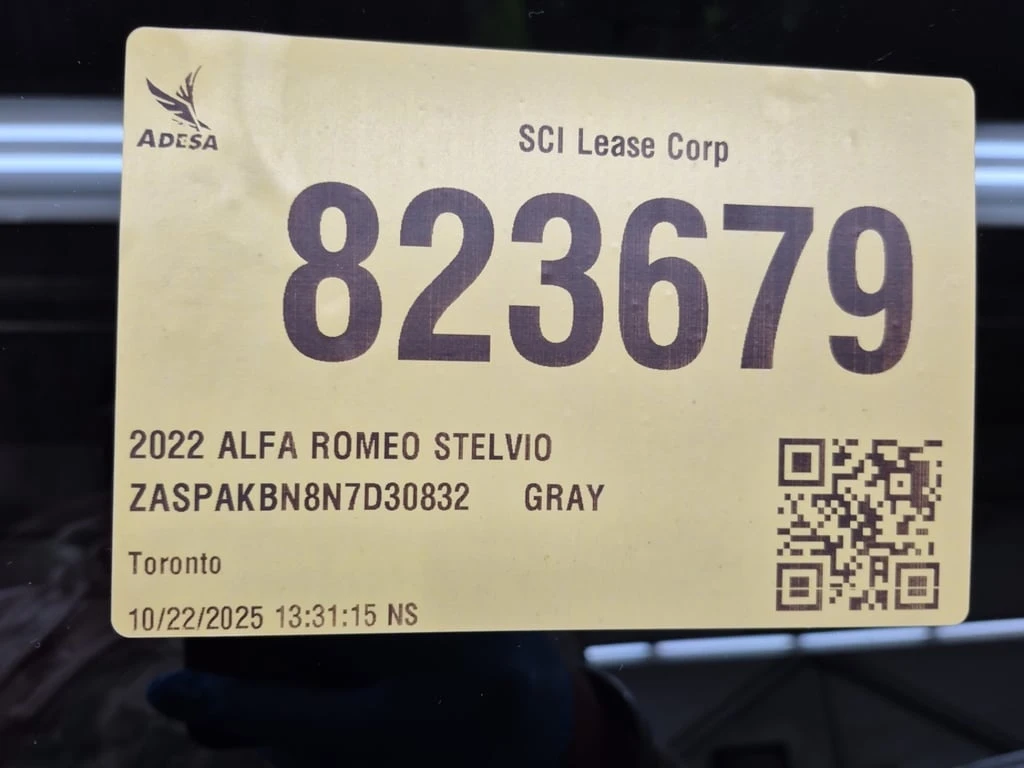 ADESA
SCI Lease Corp
823679
2022 ALFA ROMEO STELVIO
ZASPAKBN8N7D30832 GRAY
Toronto
10/22/2025 13:31:15 NS